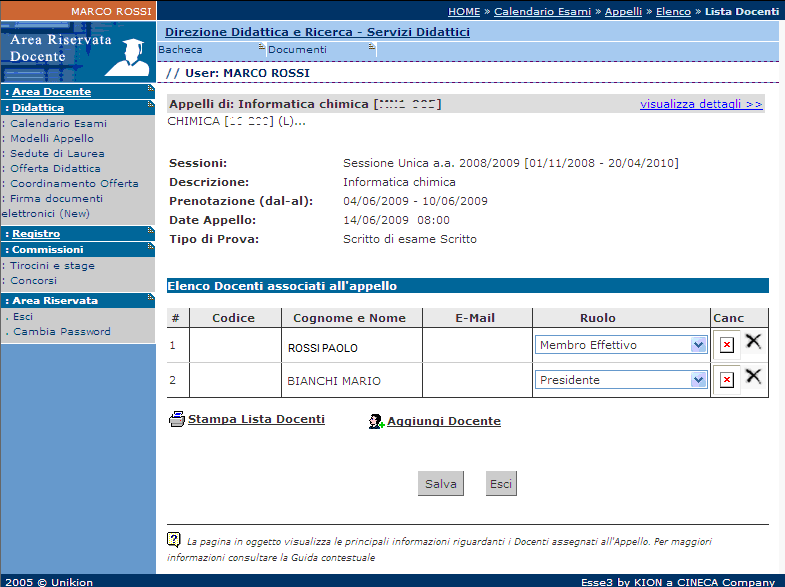 MARCO ROSSI
HOME » Calendario Esami » Appelli » Elenco » Lista Docenti
Area Riservata
Docente
Direzione Didattica e Ricerca - Servizi Didattici
Bacheca Documenti
// User: MARCO ROSSI
: Area Docente
: Didattica
: Calendario Esami
: Modelli Appello
: Sedute di Laurea
: Offerta Didattica
: Coordinamento Offerta
: Firma documenti
elettronici (New)
: Registro
: Commissioni
: Tirocini e stage
: Concorsi
: Area Riservata
. Esci
. Cambia Password
Appelli di: Informatica chimica
visualizza dettagli >>
CHIMICA (L)...
Sessioni: Sessione Unica a.a. 2008/2009 [01/11/2008 - 20/04/2010]
Descrizione: Informatica chimica
Prenotazione (dal-al): 04/06/2009 - 10/06/2009
Date Appello: 14/06/2009 08:00
Tipo di Prova: Scritto di esame Scritto
Elenco Docenti associati all'appello
# Codice Cognome e Nome E-Mail Ruolo Canc
1 ROSSI PAOLO Membro Effettivo
2 BIANCHI MARIO Presidente
Stampa Lista Docenti Aggiungi Docente
Salva Esci
? La pagina in oggetto visualizza le principali informazioni riguardanti i Docenti assegnati all'Appello. Per maggiori
informazioni consultare la Guida contestuale
2005 © Unikion Esse3 by KION a CINECA Company